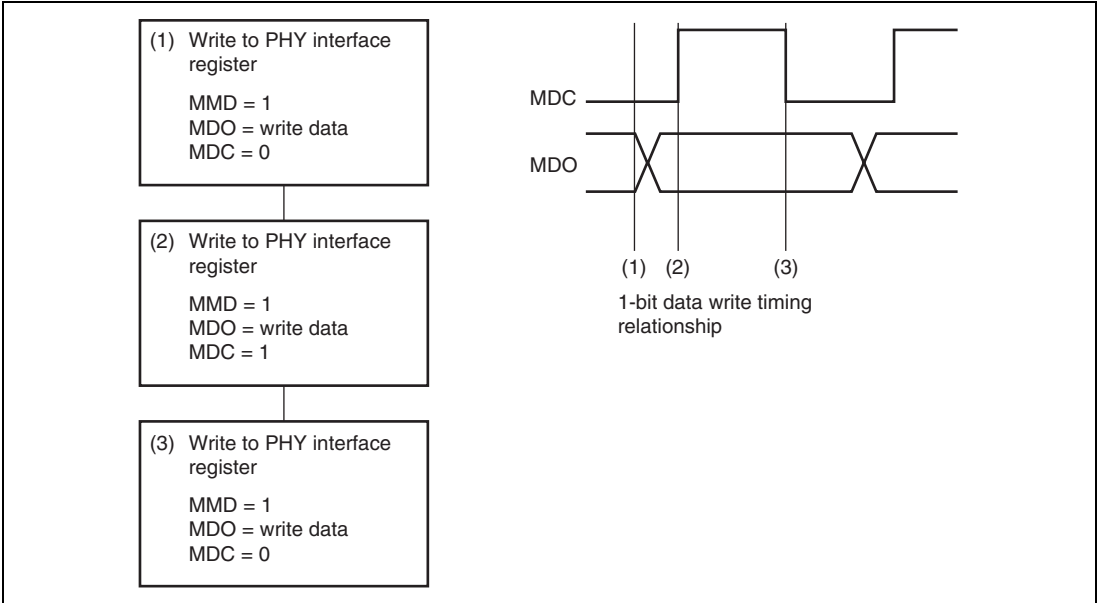 (1) Write to PHY interface
register
MMD = 1
MDO = write data
MDC = 0
(2) Write to PHY interface
register
MMD = 1
MDO = write data
MDC = 1
(3) Write to PHY interface
register
MMD = 1
MDO = write data
MDC = 0
MDC
MDO
(1) (2) (3)
1-bit data write timing
relationship